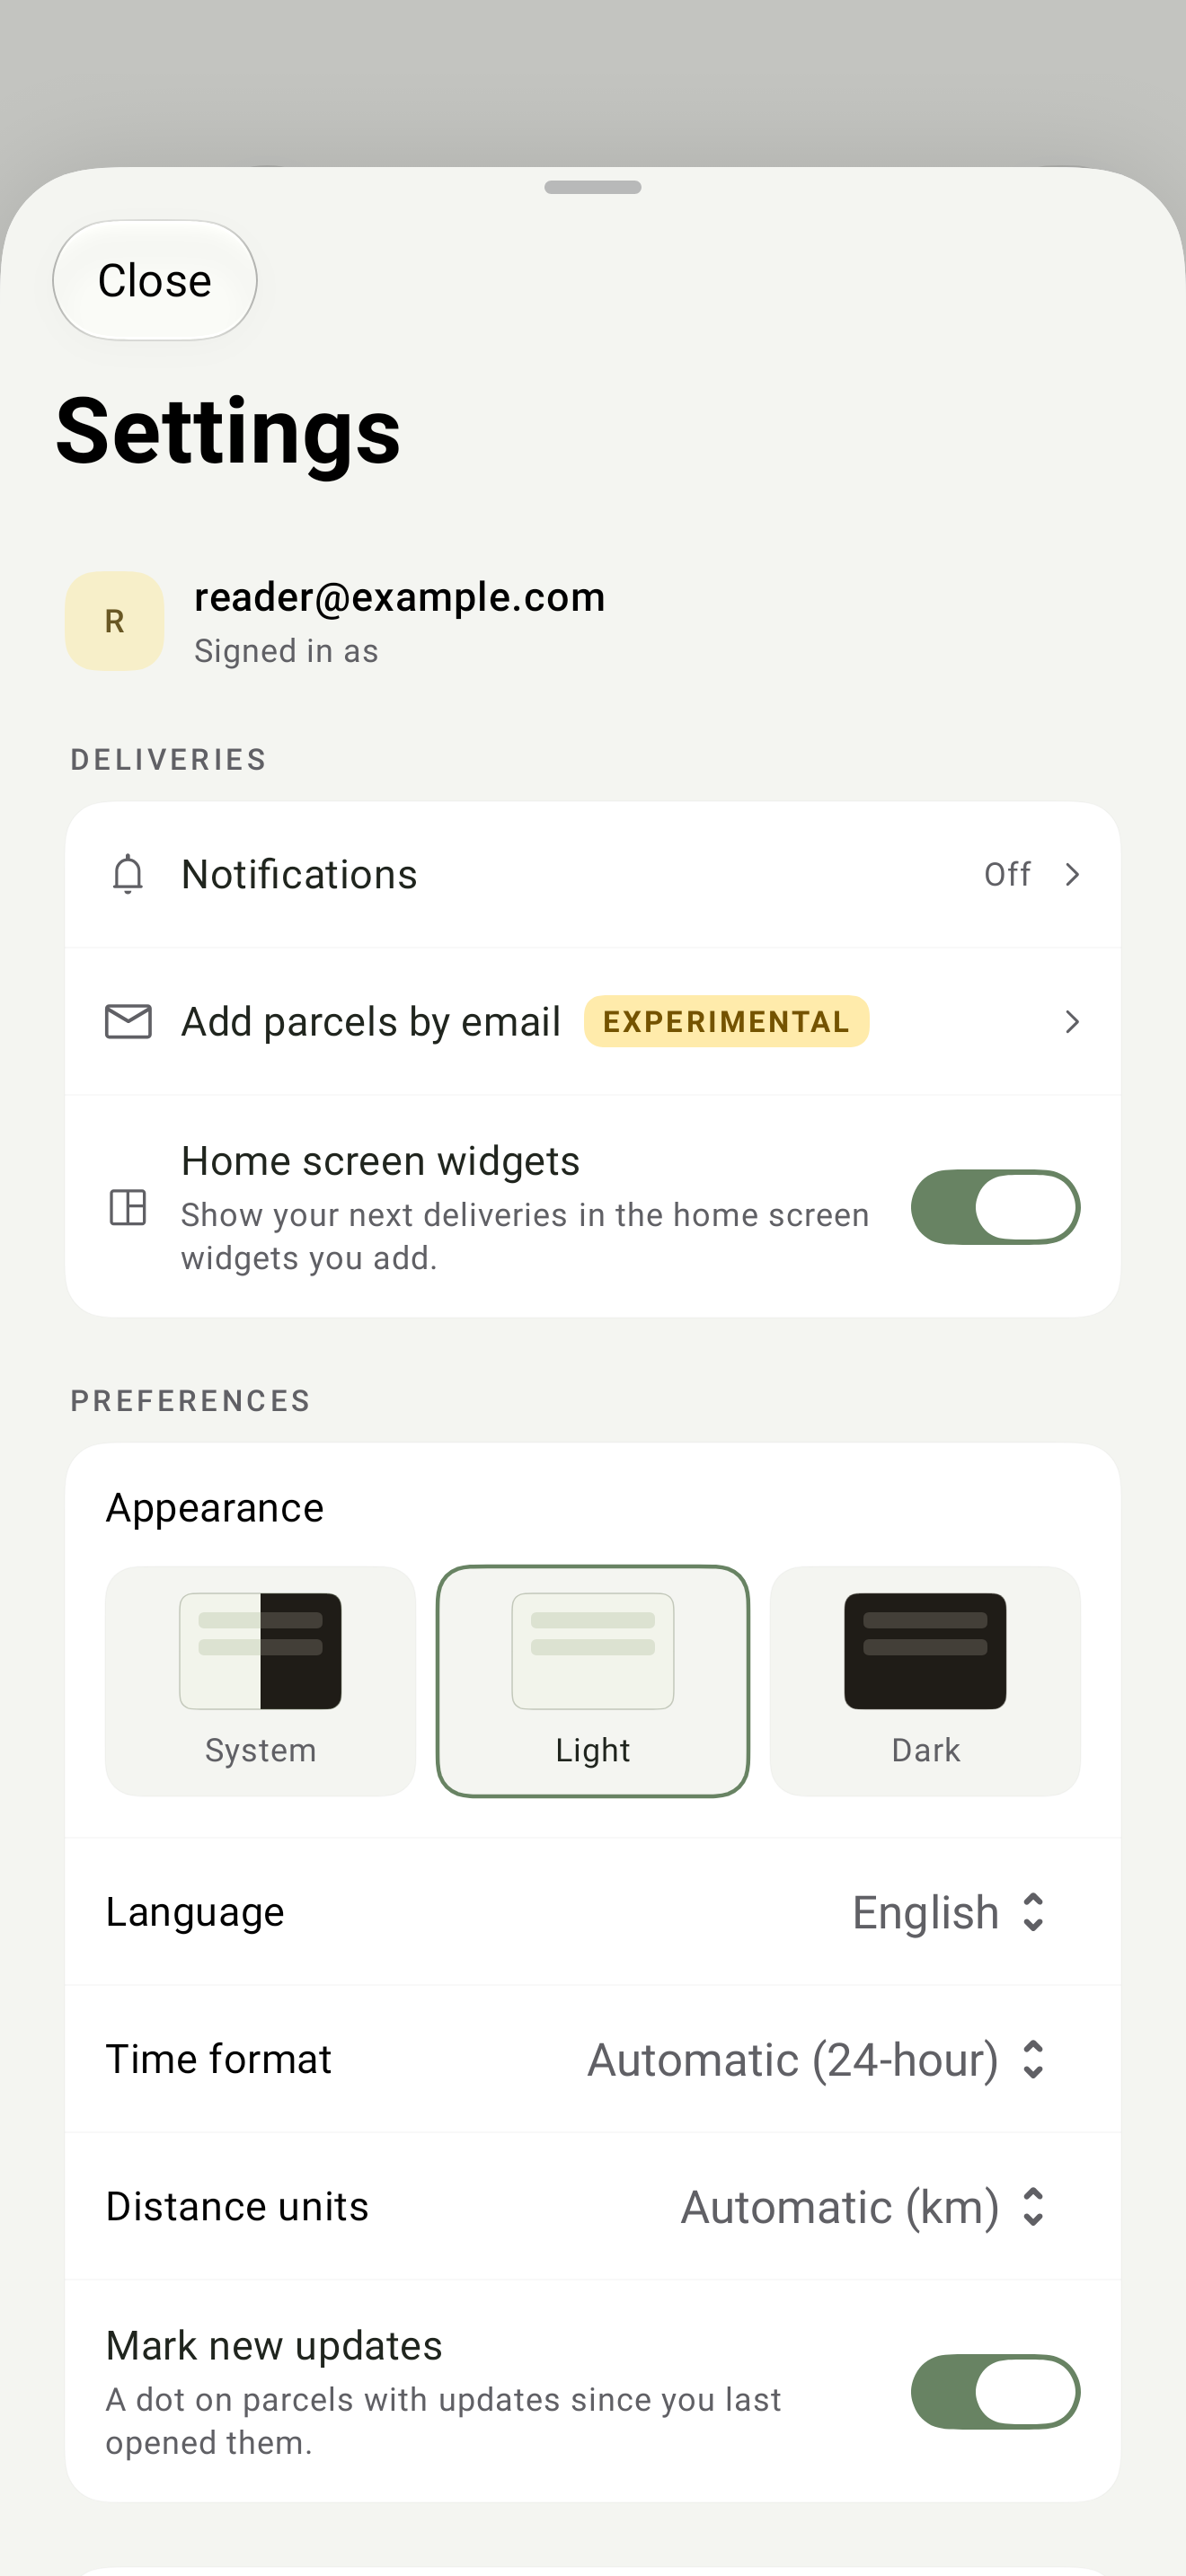 Close
Settings
R
reader@example.com
Signed in as
DELIVERIES
Notifications
Off
Add parcels by email
EXPERIMENTAL
Home screen widgets
Show your next deliveries in the home screen
widgets you add.
PREFERENCES
Appearance
System
Light
Dark
Language
English
Time format
Automatic (24-hour)
Distance units
Automatic (km)
Mark new updates
A dot on parcels with updates since you last
opened them.